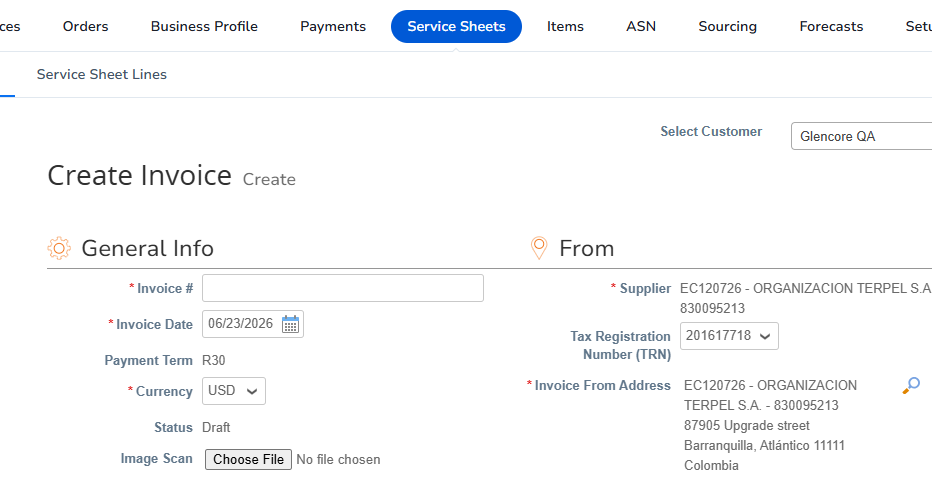 ces Orders Business Profile Payments Service Sheets Items ASN Sourcing Forecasts Setu
Service Sheet Lines
Select Customer Glencore QA
Create Invoice Create
General Info
* Invoice #
* Invoice Date 06/23/2026
Payment Term R30
* Currency USD
Status Draft
Image Scan Choose File No file chosen
From
* Supplier EC120726 - ORGANIZACION TERPEL S.A
830095213
Tax Registration
Number (TRN) 201617718
* Invoice From Address EC120726 - ORGANIZACION
TERPEL S.A. - 830095213
87905 Upgrade street
Barranquilla, Atlántico 11111
Colombia